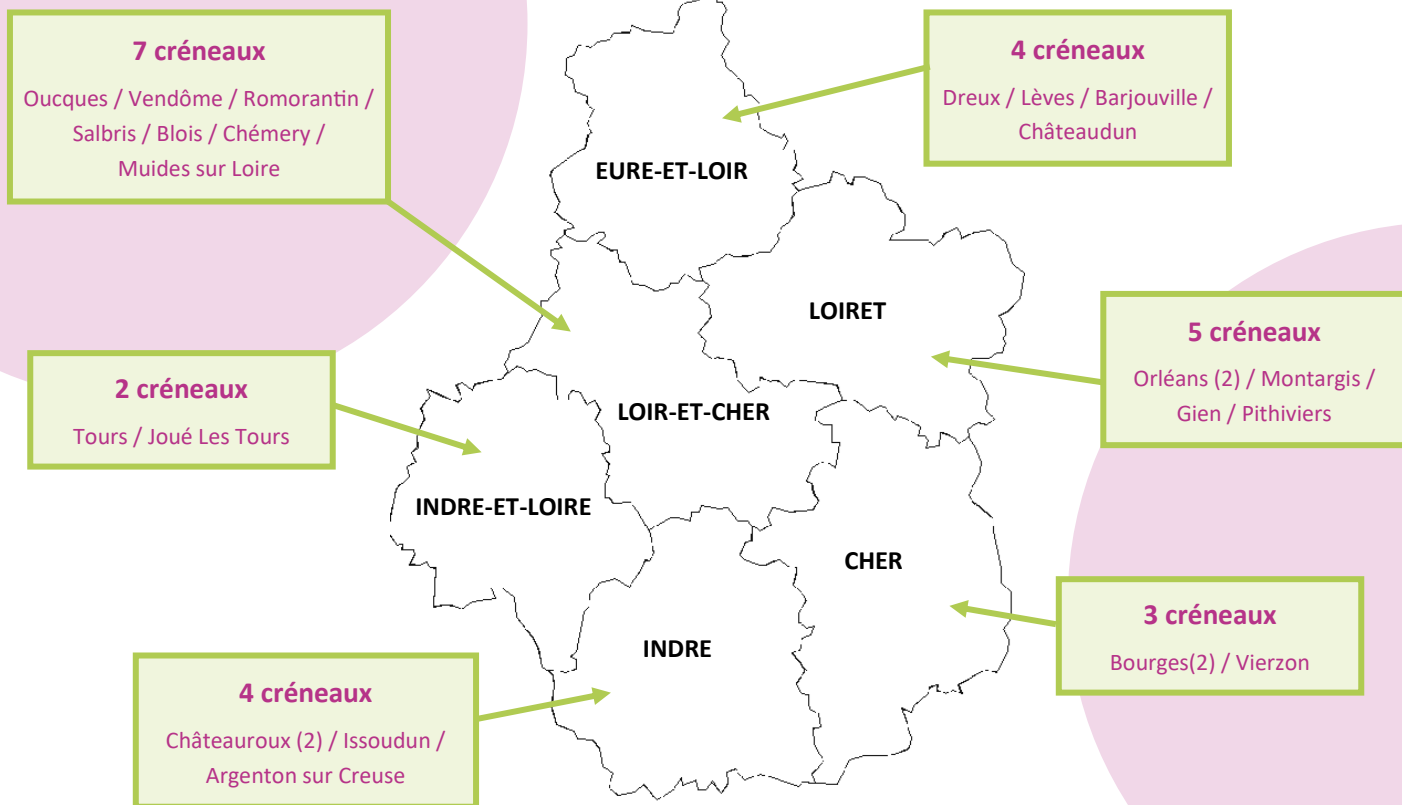 7 créneaux
Oucques / Vendôme / Romorantin /
Salbris / Blois / Chémery /
Muides sur Loire
4 créneaux
Dreux / Lèves / Barjouville /
Châteaudun
EURE-ET-LOIR
LOIRET
5 créneaux
Orléans (2) / Montargis /
Gien / Pithiviers
2 créneaux
Tours / Joué Les Tours
LOIR-ET-CHER
INDRE-ET-LOIRE
CHER
3 créneaux
Bourges(2) / Vierzon
INDRE
4 créneaux
Châteauroux (2) / Issoudun /
Argenton sur Creuse